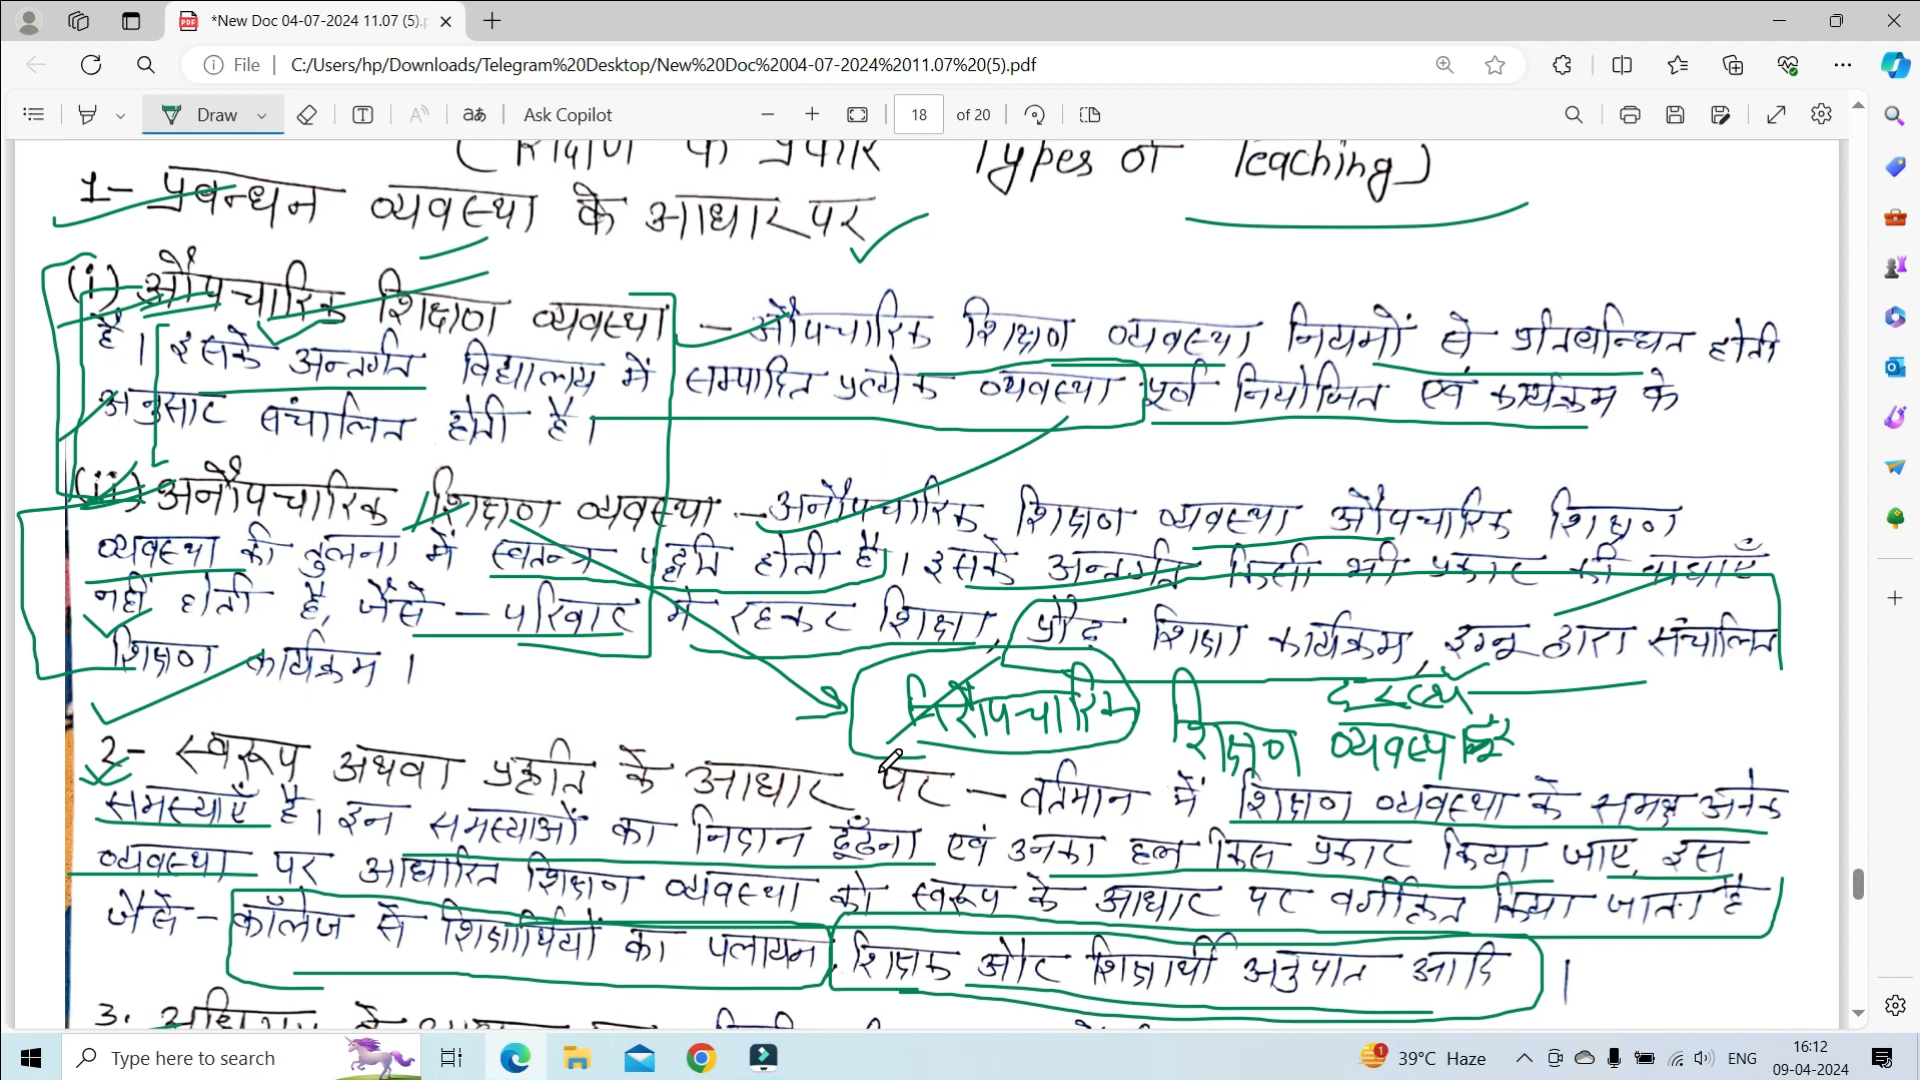 *New Doc 04-07-2024 11.07 (5).p
File C:/Users/hp/Downloads/Telegram%20Desktop/New%20Doc%2004-07-2024%2011.07%20(5).pdf
Draw Ask Copilot 18 of 20
( शिक्षण के प्रकार Types of Teaching)
1- प्रबन्धन व्यवस्था के आधार पर
(i) औपचारिक शिक्षण व्यवस्था - औपचारिक शिक्षण व्यवस्था नियमों से प्रतिबन्धित होती
है। इसके अन्तर्गत विद्यालय में सम्पादित प्रत्येक व्यवस्था पूर्व नियोजित एवं कार्यक्रम के
अनुसार संचालित होती है।
(ii) अनौपचारिक शिक्षण व्यवस्था - अनौपचारिक शिक्षण व्यवस्था औपचारिक शिक्षण
व्यवस्था की तुलना में स्वतन्त्र पद्धति होती है। इसके अन्तर्गत किसी भी प्रकार की बाधाएँ
नहीं होती है, जैसे - परिवार में रहकर शिक्षा, प्रौढ़ शिक्षा कार्यक्रम, इग्नू द्वारा संचालित
शिक्षण कार्यक्रम।
निरौपचारिक
शिक्षण व्यवस्था
2- स्वरूप अथवा प्रकृति के आधार पर - वर्तमान में शिक्षण व्यवस्था के समक्ष अनेक
समस्याएँ है। इन समस्याओं का निदान ढूँढना एवं उनका हल किस प्रकार किया जाए, इस
व्यवस्था पर आधारित शिक्षण व्यवस्था को स्वरूप के आधार पर वर्गीकृत किया जाता है
जैसे - कॉलेज से शिक्षार्थियों का पलायन, शिक्षक और शिक्षार्थी अनुपात आदि।
3.
Type here to search
1
39°C Haze
ENG
16:12
09-04-2024